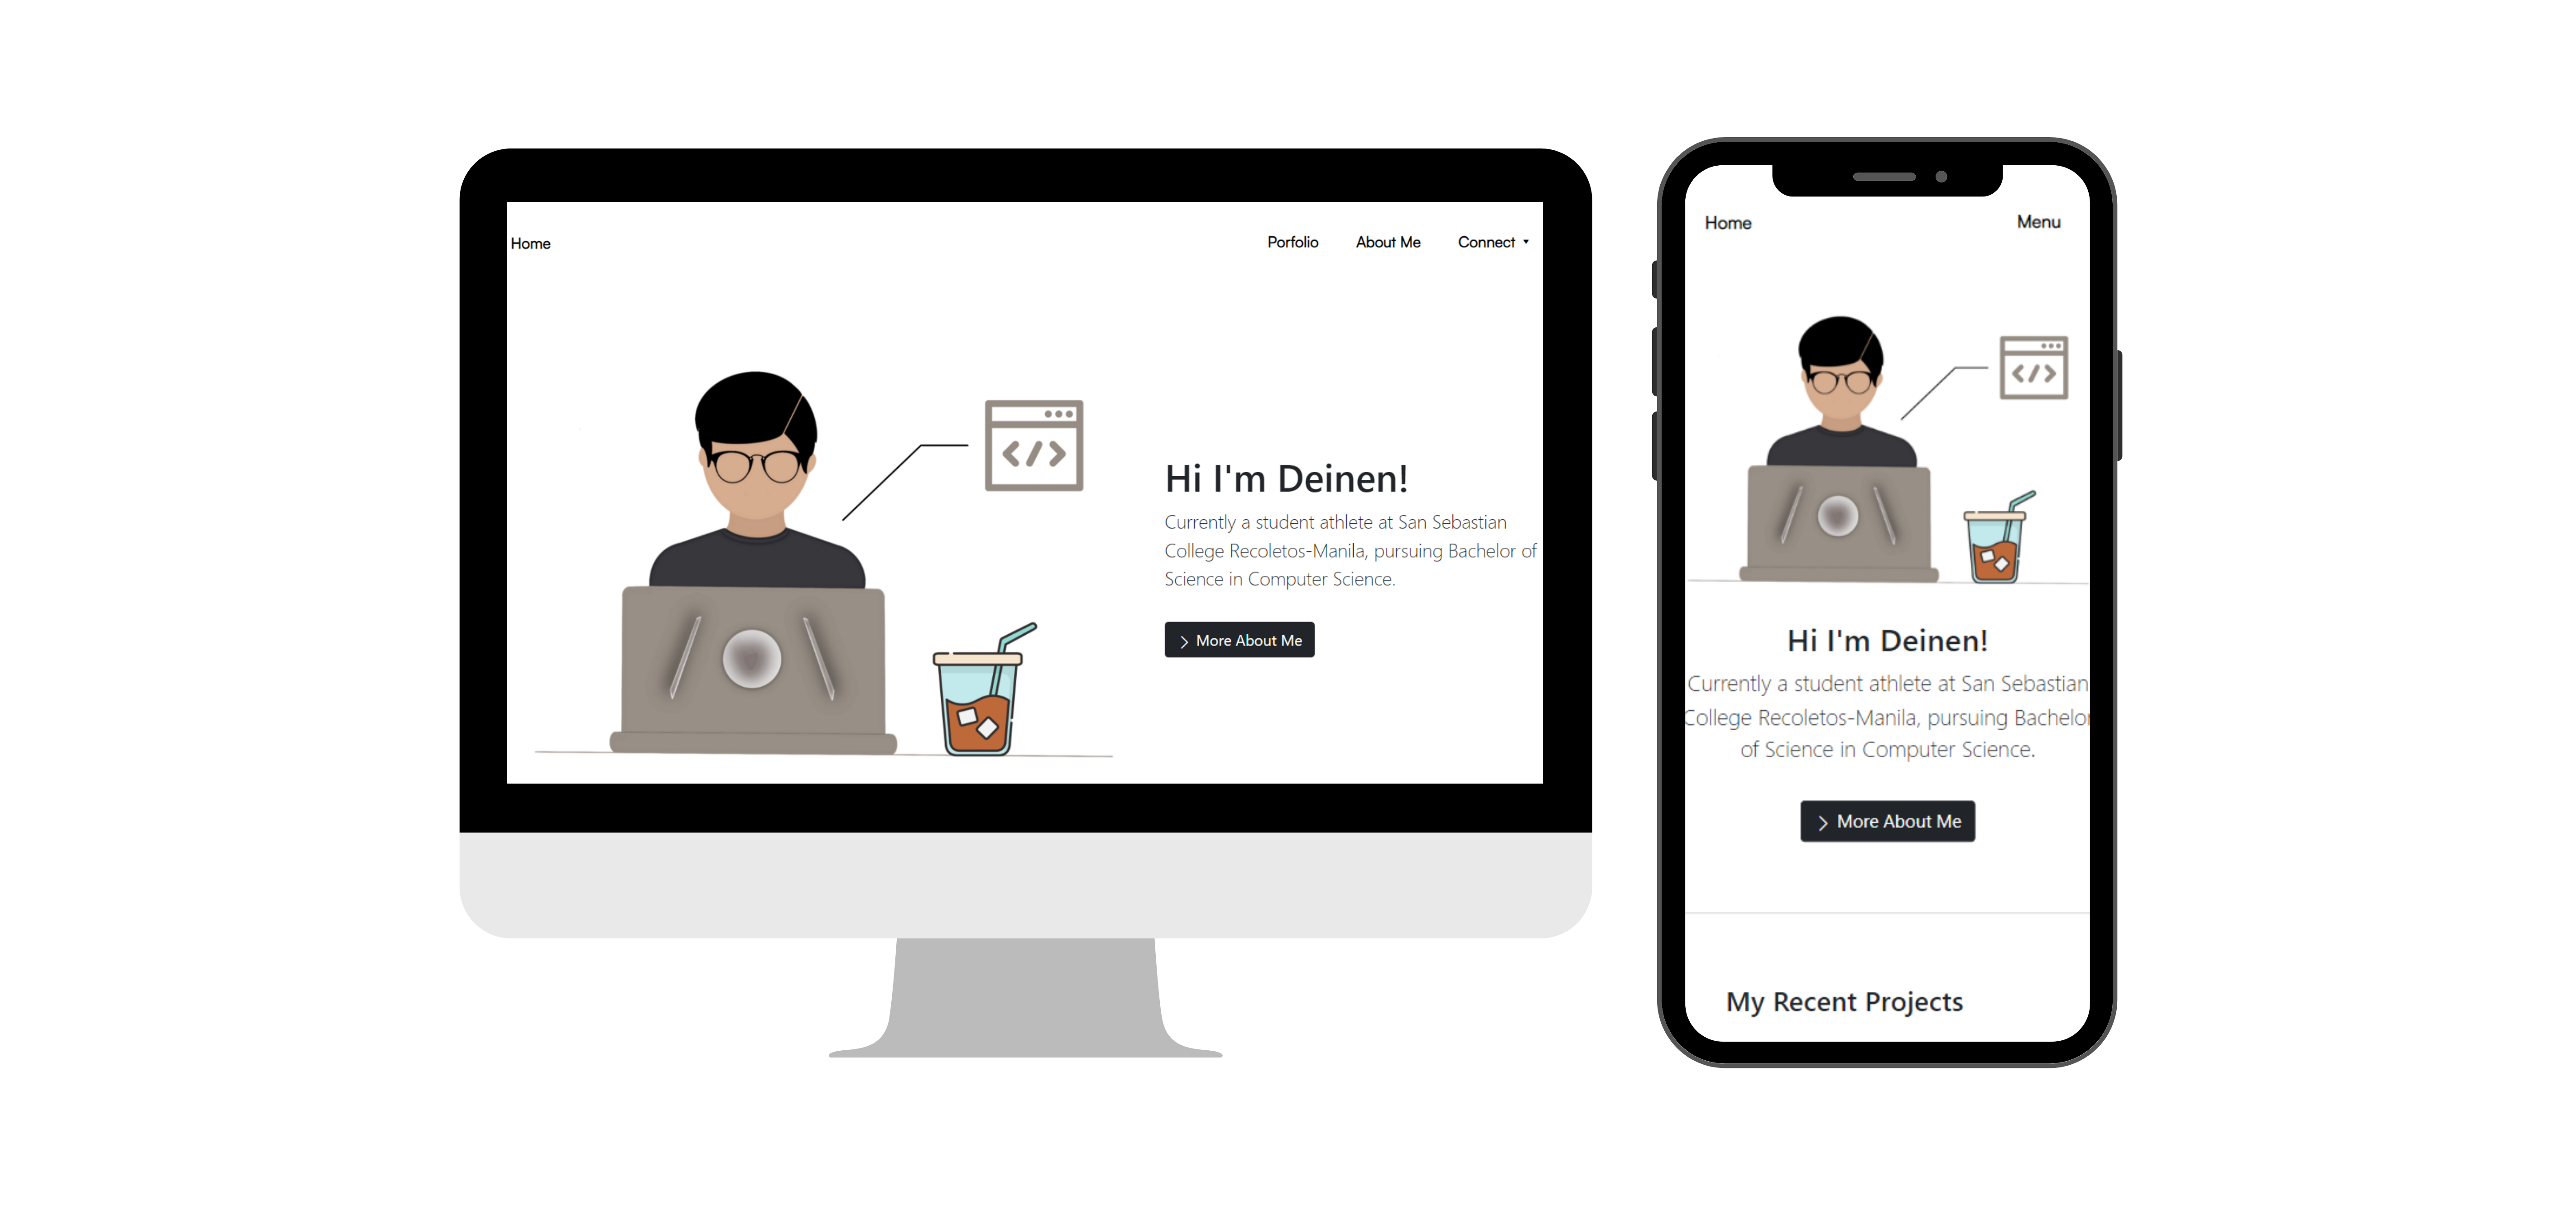 Home
Porfolio
About Me
Connect
</>
Hi I'm Deinen!
Currently a student athlete at San Sebastian
College Recoletos-Manila, pursuing Bachelor of
Science in Computer Science.
More About Me
Home
Menu
</>
Hi I'm Deinen!
Currently a student athlete at San Sebastian
College Recoletos-Manila, pursuing Bachelor
of Science in Computer Science.
More About Me
My Recent Projects